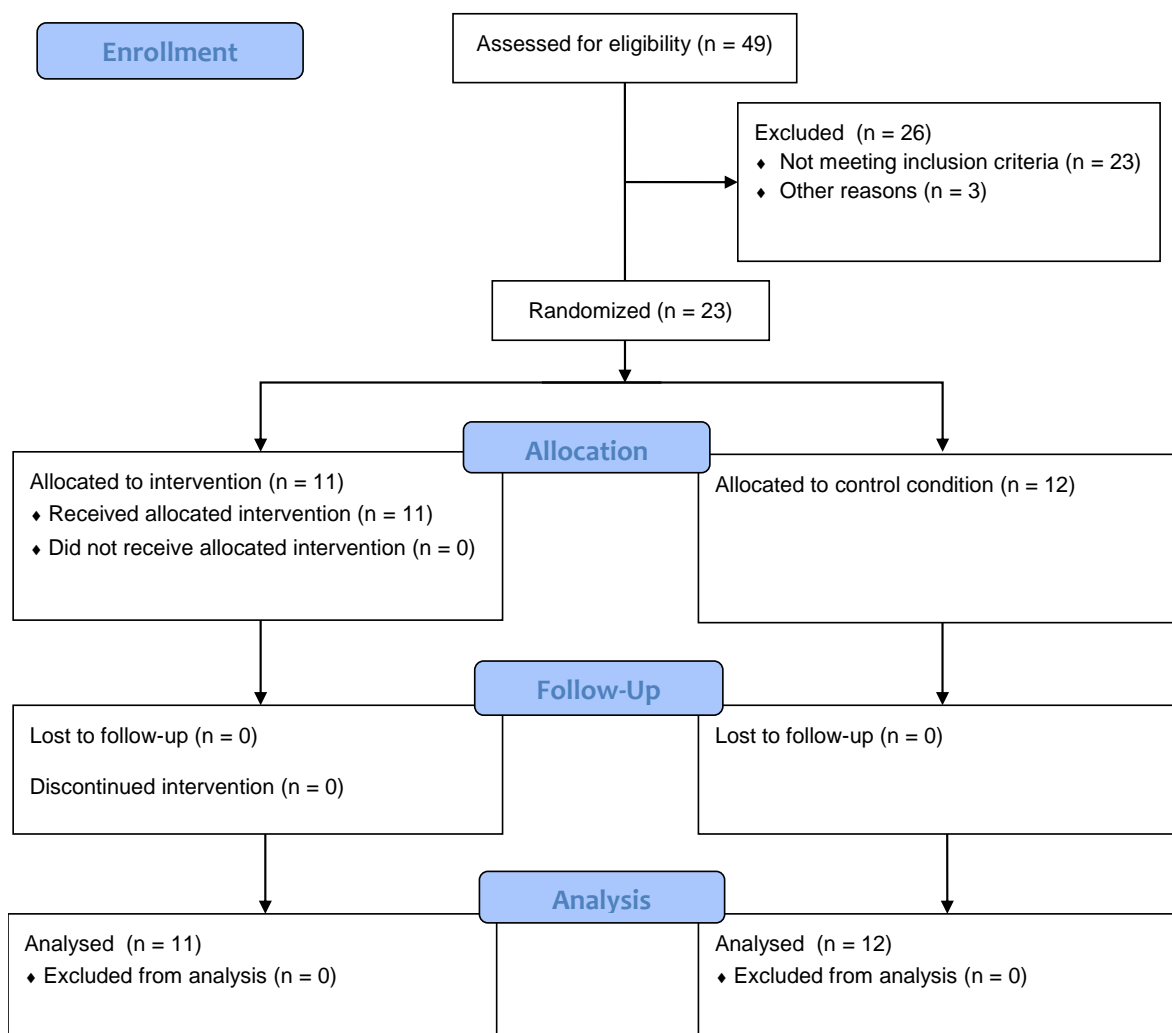 Enrollment
Assessed for eligibility (n = 49)
Excluded  (n = 26)
♦ Not meeting inclusion criteria (n = 23)
♦ Other reasons (n = 3)
Randomized (n = 23)
Allocation
Allocated to intervention (n = 11)
♦ Received allocated intervention (n = 11)
♦ Did not receive allocated intervention (n = 0)
Allocated to control condition (n = 12)
Follow-Up
Lost to follow-up (n = 0)
Discontinued intervention (n = 0)
Lost to follow-up (n = 0)
Analysis
Analysed  (n = 11)
♦ Excluded from analysis (n = 0)
Analysed  (n = 12)
♦ Excluded from analysis (n = 0)